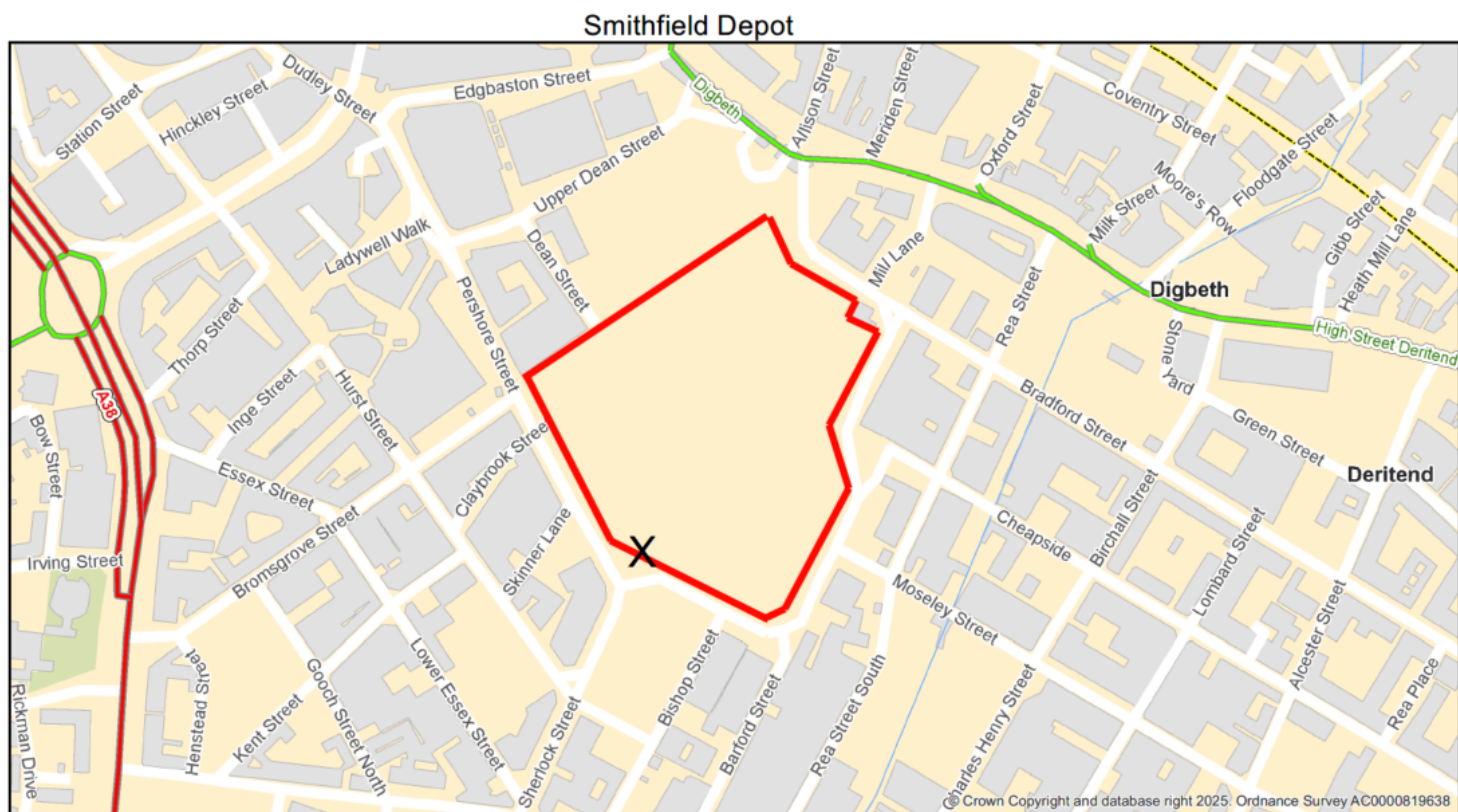 Smithfield Depot
Station Street
Hinckley Street
Dudley Street
Edgbaston Street
Digbeth
Allison Street
Meriden Street
Oxford Street
Coventry Street
Moore's Row
Floodgate Street
Milk Street
Gibb Street
Heath Mill Lane
Upper Dean Street
Ladywell Walk
Dean Street
Pershore Street
Mill Lane
Rea Street
Digbeth
Stone Yard
High Street Deritend
Thorp Street
A38
Inge Street
Hurst Street
Bow Street
Essex Street
Claybrook Street
Bradford Street
Green Street
Deritend
Irving Street
Bromsgrove Street
Skinner Lane
X
Cheapside
Birchall Street
Lombard Street
Moseley Street
Alcester Street
Rea Place
Rickman Drive
Henstead Street
Kent Street
Gooch Street North
Lower Essex Street
Sherlock Street
Bishop Street
Barford Street
Rea Street South
Charles Henry Street
© Crown Copyright and database right 2025. Ordnance Survey AC0000819638